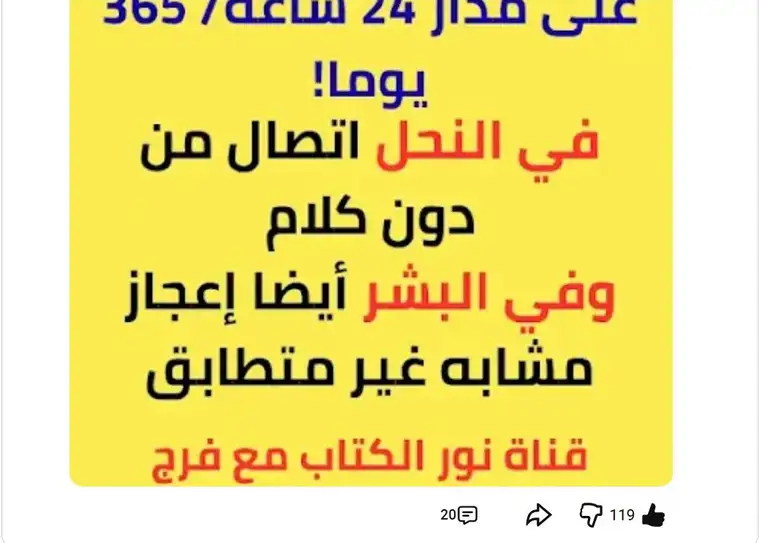 على مدار 24 ساعة/ 365
يوما!
في النحل اتصال من
دون كلام
وفي البشر أيضا إعجاز
مشابه غير متطابق
قناة نور الكتاب مع فرج
119
20